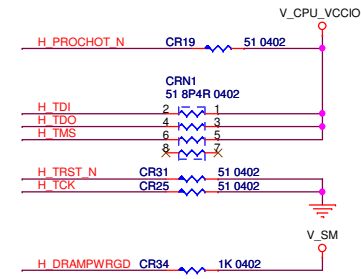 V_CPU_VCCIO
H_PROCHOT_N CR19 51 0402
CRN1
51 8P4R 0402
H_TDI 2 1
H_TDO 4 3
H_TMS 6 5
8 7
H_TRST_N CR31 51 0402
H_TCK CR25 51 0402
V_SM
H_DRAMPWRGD CR34 1K 0402